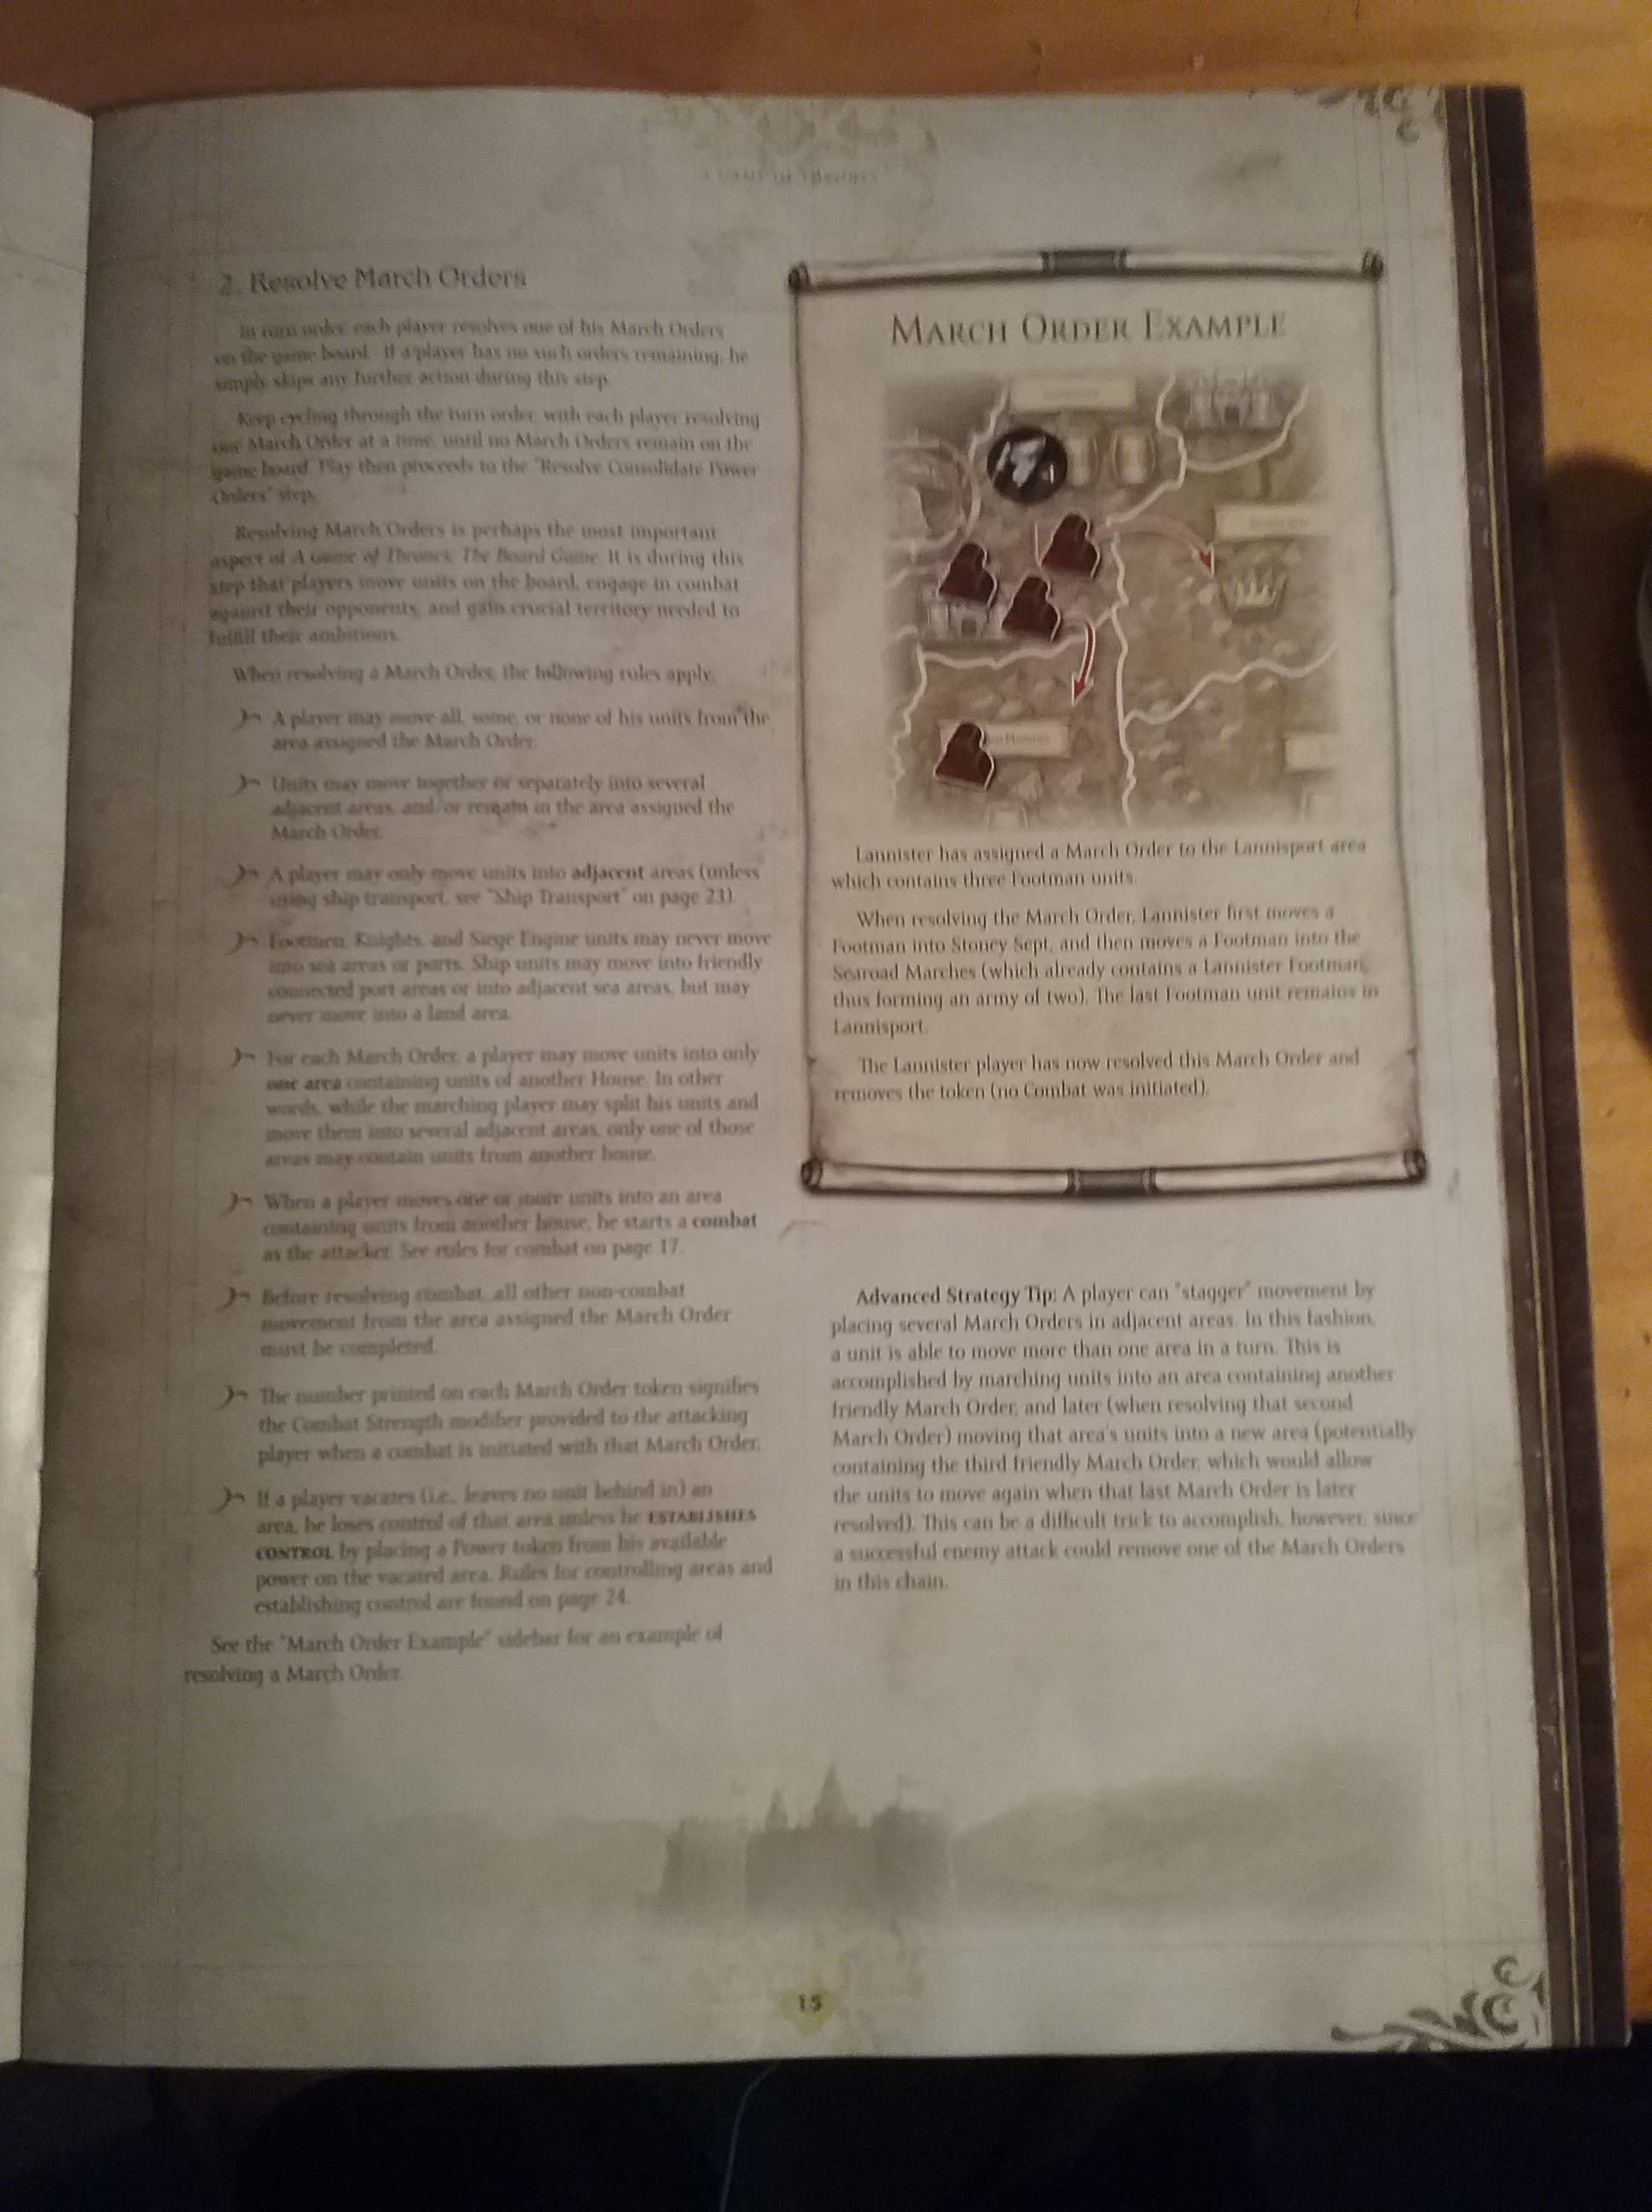 A GAME OF THRONES
2. Resolve March Orders
In turn order, each player resolves one of his March Orders
on the game board. If a player has no such orders remaining, he
simply skips any further action during this step.
Keep cycling through the turn order, with each player resolving
one March Order at a time, until no March Orders remain on the
game board. Play then proceeds to the "Resolve Consolidate Power
Orders" step.
Resolving March Orders is perhaps the most important
aspect of A Game of Thrones: The Board Game. It is during this
step that players move units on the board, engage in combat
against their opponents, and gain crucial territory needed to
fulfill their ambitions.
When resolving a March Order, the following rules apply:
A player may move all, some, or none of his units from the
area assigned the March Order.
Units may move together or separately into several
adjacent areas, and/or remain in the area assigned the
March Order.
A player may only move units into adjacent areas (unless
using ship transport, see "Ship Transport" on page 23).
Footmen, Knights, and Siege Engine units may never move
into sea areas or ports. Ship units may move into friendly
connected port areas or into adjacent sea areas, but may
never move into a land area.
For each March Order, a player may move units into only
one area containing units of another House. In other
words, while the marching player may split his units and
move them into several adjacent areas, only one of those
areas may contain units from another house.
When a player moves one or more units into an area
containing units from another house, he starts a combat
as the attacker. See rules for combat on page 17.
Before resolving combat, all other non-combat
movement from the area assigned the March Order
must be completed.
The number printed on each March Order token signifies
the Combat Strength modifier provided to the attacking
player when a combat is initiated with that March Order.
If a player vacates (i.e., leaves no unit behind in) an
area, he loses control of that area unless he ESTABLISHES
CONTROL by placing a Power token from his available
power on the vacated area. Rules for controlling areas and
establishing control are found on page 24.
See the "March Order Example" sidebar for an example of
resolving a March Order.
MARCH ORDER EXAMPLE
Lannister has assigned a March Order to the Lannisport area
which contains three Footman units.
When resolving the March Order, Lannister first moves a
Footman into Stoney Sept, and then moves a Footman into the
Searoad Marches (which already contains a Lannister Footman,
thus forming an army of two). The last Footman unit remains in
Lannisport.
The Lannister player has now resolved this March Order and
removes the token (no Combat was initiated).
Advanced Strategy Tip: A player can "stagger" movement by
placing several March Orders in adjacent areas. In this fashion,
a unit is able to move more than one area in a turn. This is
accomplished by marching units into an area containing another
friendly March Order, and later (when resolving that second
March Order) moving that area's units into a new area (potentially
containing the third friendly March Order, which would allow
the units to move again when that last March Order is later
resolved). This can be a difficult trick to accomplish, however, since
a successful enemy attack could remove one of the March Orders
in this chain.
15